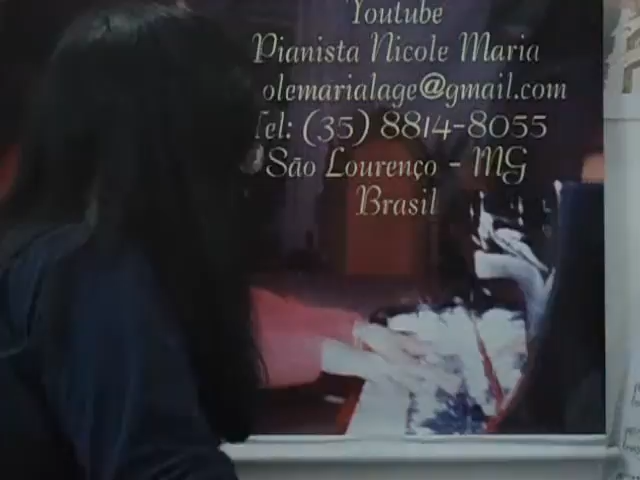 Youtube
Pianista Nicole Maria
olemarialage@gmail.com
el: (35) 8814-8055
São Lourenço - MG
Brasil